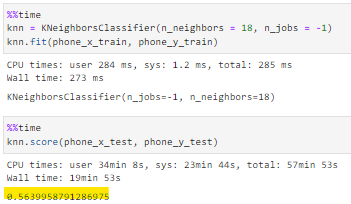 %%time
knn = KNeighborsClassifier(n_neighbors = 18, n_jobs = -1)
knn.fit(phone_x_train, phone_y_train)
CPU times: user 284 ms, sys: 1.2 ms, total: 285 ms
Wall time: 273 ms
KNeighborsClassifier(n_jobs=-1, n_neighbors=18)
%%time
knn.score(phone_x_test, phone_y_test)
CPU times: user 34min 8s, sys: 23min 44s, total: 57min 53s
Wall time: 19min 53s
0.5639958791286975